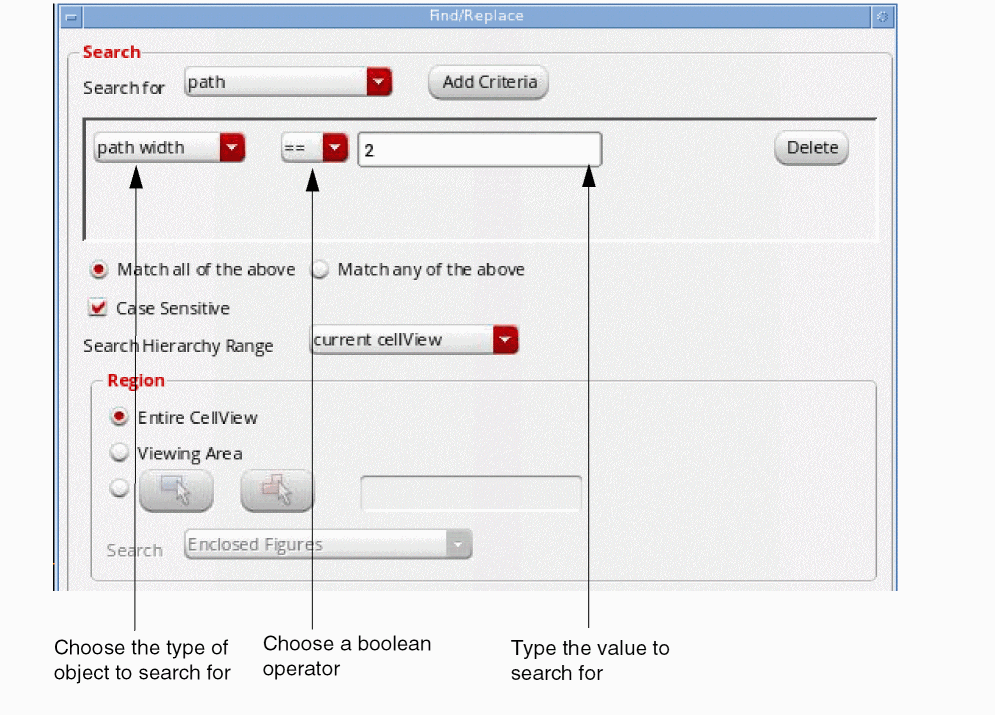 Find/Replace
Search
Search for path Add Criteria
path width == 2 Delete
Match all of the above Match any of the above
Case Sensitive
Search Hierarchy Range current cellView
Region
Entire CellView
Viewing Area
Search Enclosed Figures
Choose the type of
object to search for
Choose a boolean
operator
Type the value to
search for